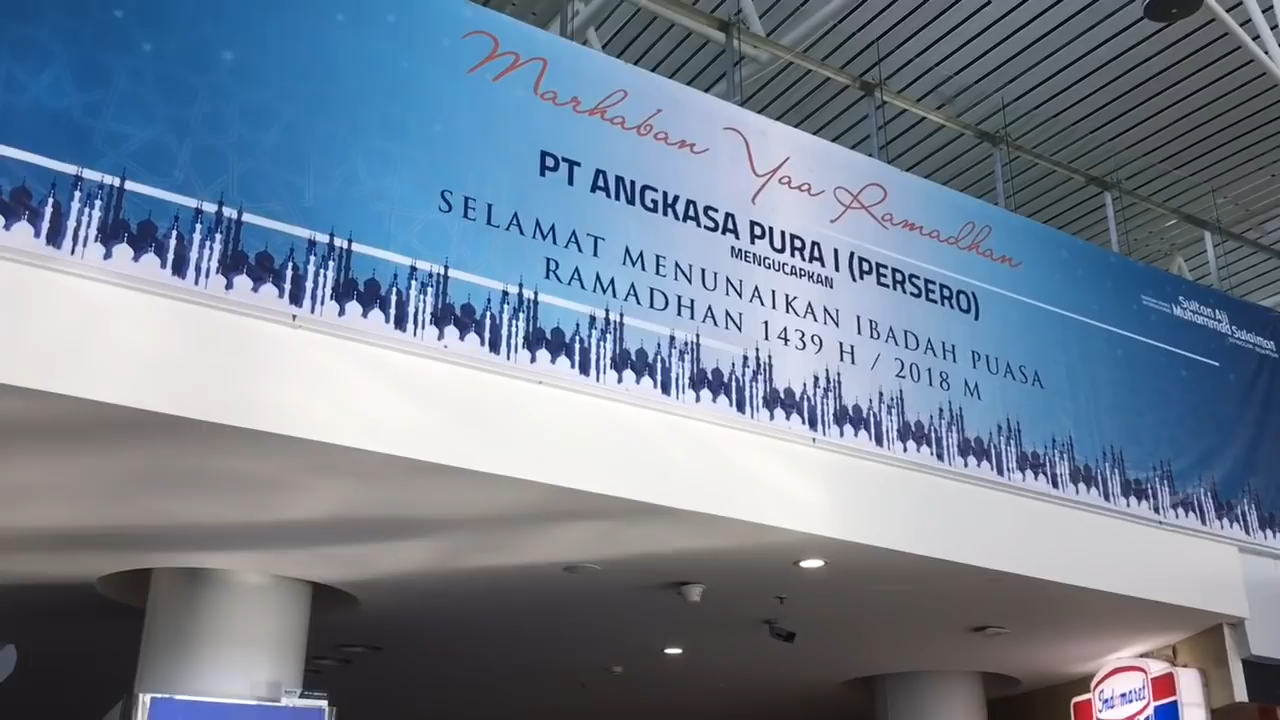 Marhaban Yaa Ramadhan
PT ANGKASA PURA I (PERSERO)
MENGUCAPKAN
SELAMAT MENUNAIKAN IBADAH PUASA
RAMADHAN 1439 H / 2018 M
Sultan Aji
Muhammad Sulaiman
Indomaret